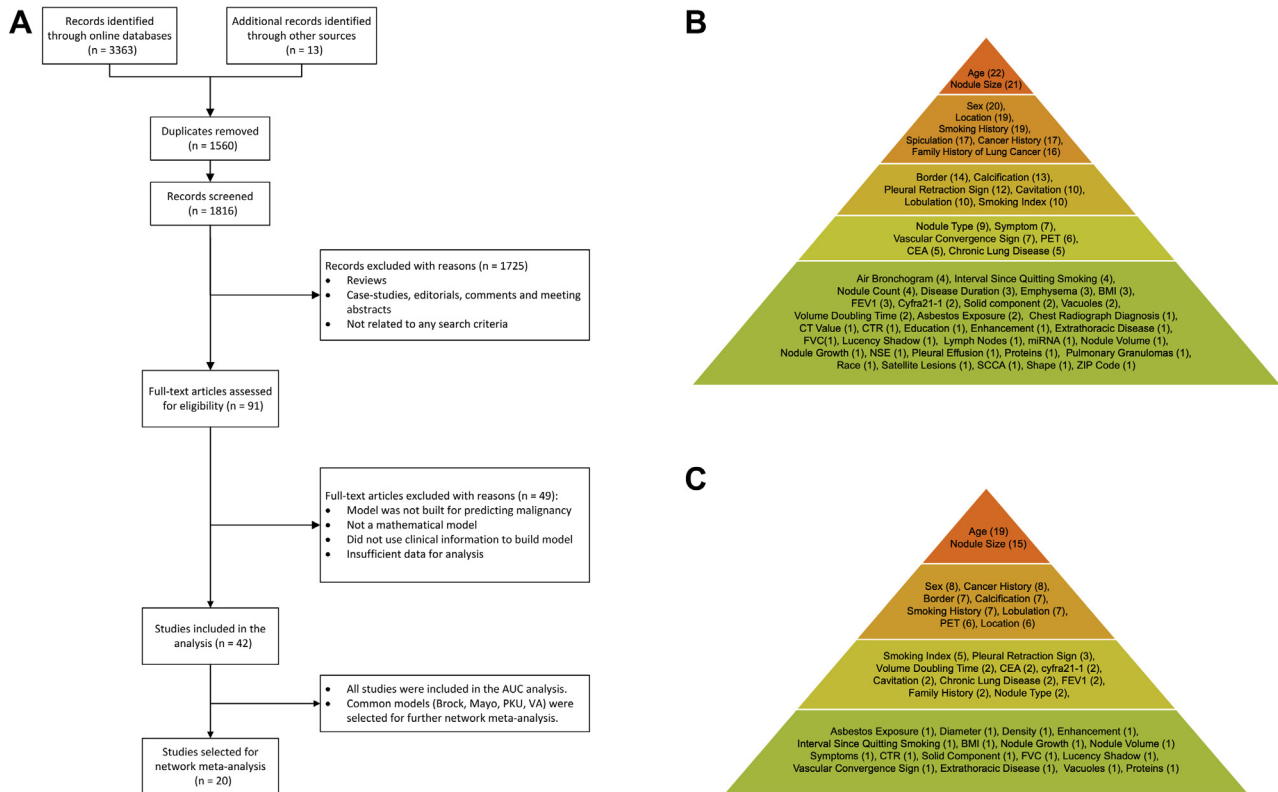 A
Records identified
through online databases
(n = 3363)
Additional records identified
through other sources
(n = 13)
Duplicates removed
(n = 1560)
Records screened
(n = 1816)
Records excluded with reasons (n = 1725)
• Reviews
• Case-studies, editorials, comments and meeting
abstracts
• Not related to any search criteria
Full-text articles assessed
for eligibility (n = 91)
Full-text articles excluded with reasons (n = 49):
• Model was not built for predicting malignancy
• Not a mathematical model
• Did not use clinical information to build model
• Insufficient data for analysis
Studies included in the
analysis (n = 42)
• All studies were included in the AUC analysis.
• Common models (Brock, Mayo, PKU, VA) were
selected for further network meta-analysis.
Studies selected for
network meta-analysis
(n = 20)
B
Age (22)
Nodule Size (21)
Sex (20),
Location (19),
Smoking History (19),
Spiculation (17), Cancer History (17),
Family History of Lung Cancer (16)
Border (14), Calcification (13),
Pleural Retraction Sign (12), Cavitation (10),
Lobulation (10), Smoking Index (10)
Nodule Type (9), Symptom (7),
Vascular Convergence Sign (7), PET (6),
CEA (5), Chronic Lung Disease (5)
Air Bronchogram (4), Interval Since Quitting Smoking (4),
Nodule Count (4), Disease Duration (3), Emphysema (3), BMI (3),
FEV1 (3), Cyfra21-1 (2), Solid component (2), Vacuoles (2),
Volume Doubling Time (2), Asbestos Exposure (2), Chest Radiograph Diagnosis (1),
CT Value (1), CTR (1), Education (1), Enhancement (1), Extrathoracic Disease (1),
FVC(1), Lucency Shadow (1), Lymph Nodes (1), miRNA (1), Nodule Volume (1),
Nodule Growth (1), NSE (1), Pleural Effusion (1), Proteins (1), Pulmonary Granulomas (1),
Race (1), Satellite Lesions (1), SCCA (1), Shape (1), ZIP Code (1)
C
Age (19)
Nodule Size (15)
Sex (8), Cancer History (8),
Border (7), Calcification (7),
Smoking History (7), Lobulation (7),
PET (6), Location (6)
Smoking Index (5), Pleural Retraction Sign (3),
Volume Doubling Time (2), CEA (2), cyfra21-1 (2),
Cavitation (2), Chronic Lung Disease (2), FEV1 (2),
Family History (2), Nodule Type (2),
Asbestos Exposure (1), Diameter (1), Density (1), Enhancement (1),
Interval Since Quitting Smoking (1), BMI (1), Nodule Growth (1), Nodule Volume (1)
Symptoms (1), CTR (1), Solid Component (1), FVC (1), Lucency Shadow (1),
Vascular Convergence Sign (1), Extrathoracic Disease (1), Vacuoles (1), Proteins (1)